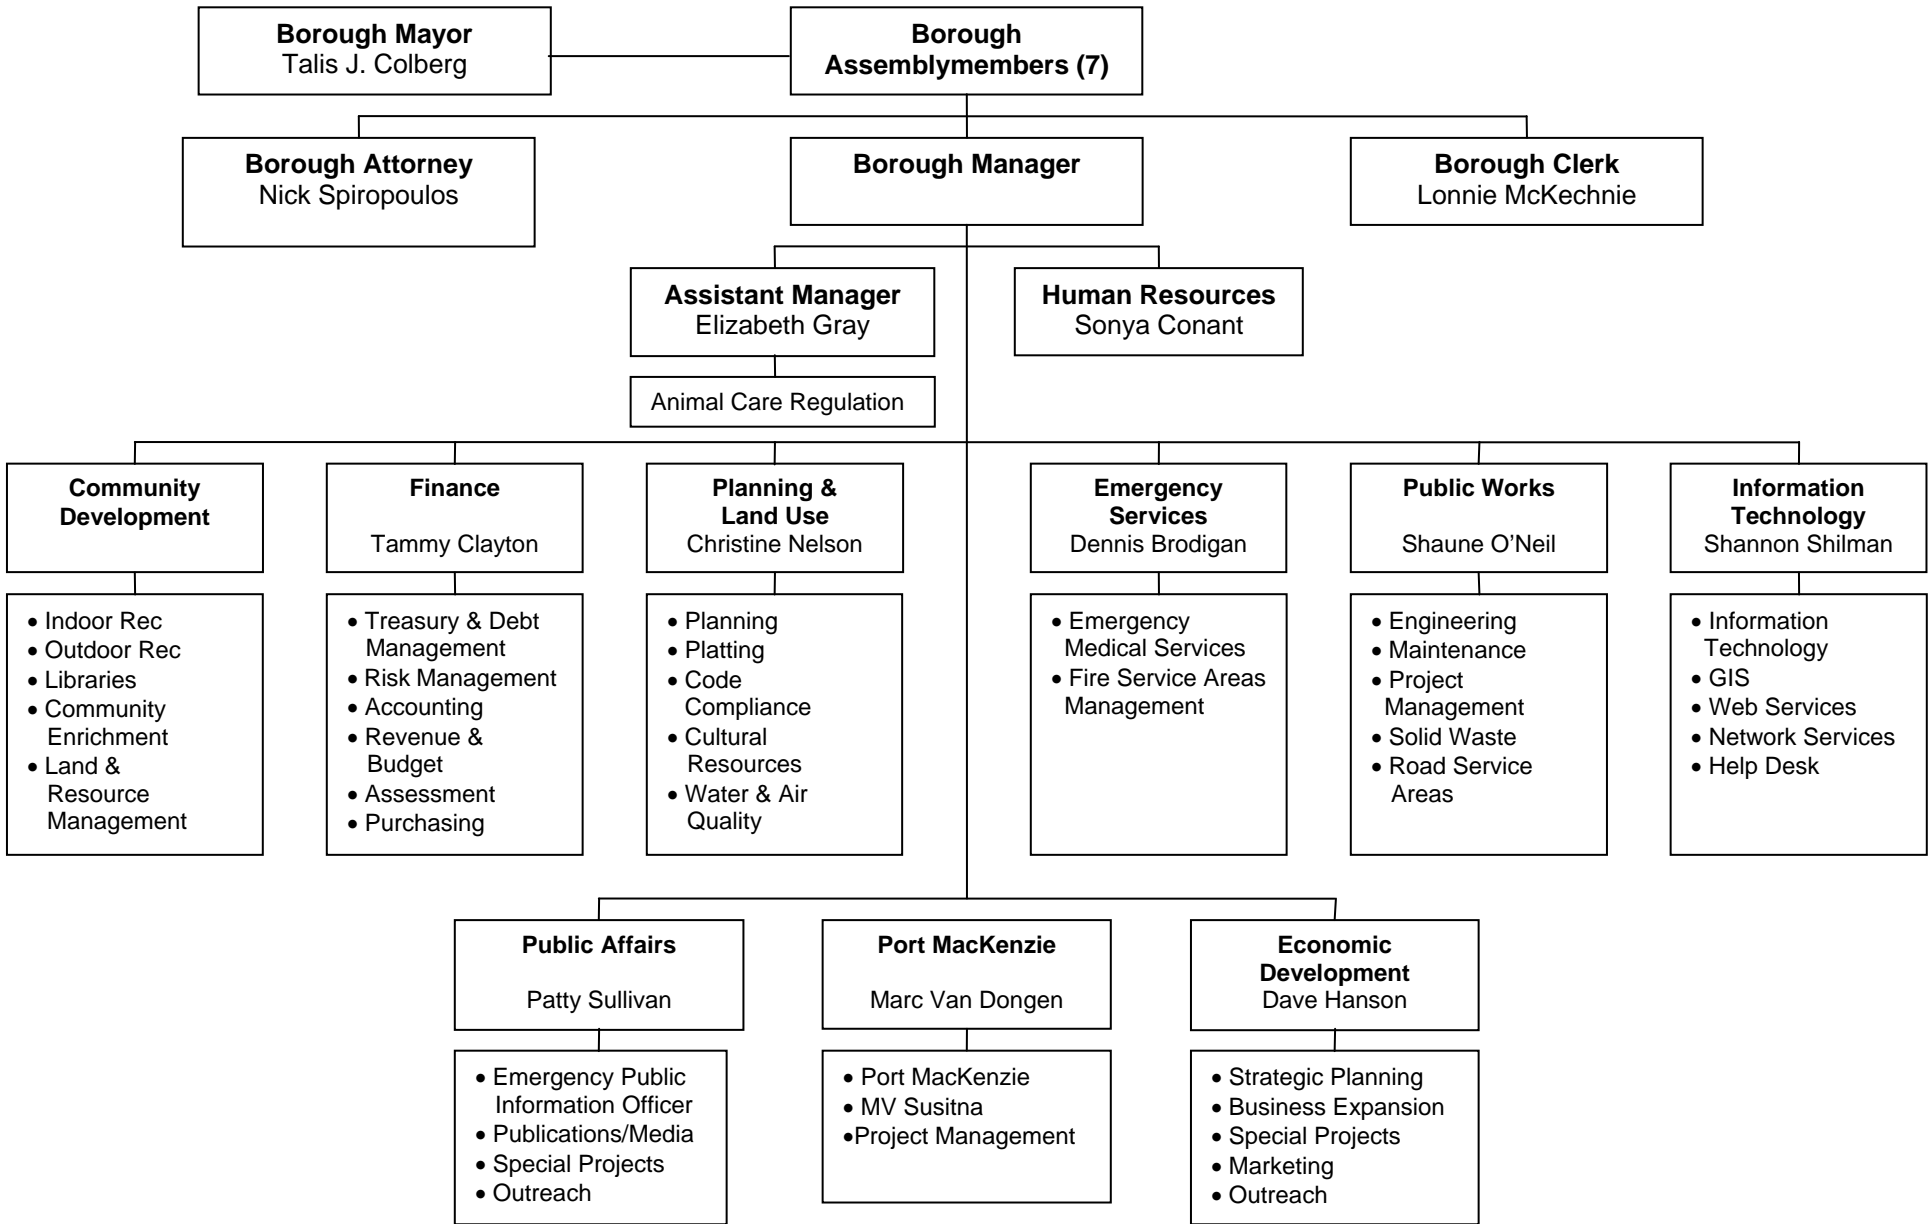 Borough Mayor
Talis J. Colberg
Borough
Assemblymembers (7)
Borough Attorney
Nick Spiropoulos
Borough Manager
Borough Clerk
Lonnie McKechnie
Assistant Manager
Elizabeth Gray
Human Resources
Sonya Conant
Animal Care Regulation
Community
Development
Finance
Tammy Clayton
Planning &
Land Use
Christine Nelson
Emergency
Services
Dennis Brodigan
Public Works
Shaune O’Neil
Information
Technology
Shannon Shilman
• Indoor Rec
• Outdoor Rec
• Libraries
• Community
Enrichment
• Land &
Resource
Management
• Treasury & Debt
Management
• Risk Management
• Accounting
• Revenue &
Budget
• Assessment
• Purchasing
• Planning
• Platting
• Code
Compliance
• Cultural
Resources
• Water & Air
Quality
• Emergency
Medical Services
• Fire Service Areas
Management
• Engineering
• Maintenance
• Project
Management
• Solid Waste
• Road Service
Areas
• Information
Technology
• GIS
• Web Services
• Network Services
• Help Desk
Public Affairs
Patty Sullivan
Port MacKenzie
Marc Van Dongen
Economic
Development
Dave Hanson
• Emergency Public
Information Officer
• Publications/Media
• Special Projects
• Outreach
• Port MacKenzie
• MV Susitna
•Project Management
• Strategic Planning
• Business Expansion
• Special Projects
• Marketing
• Outreach